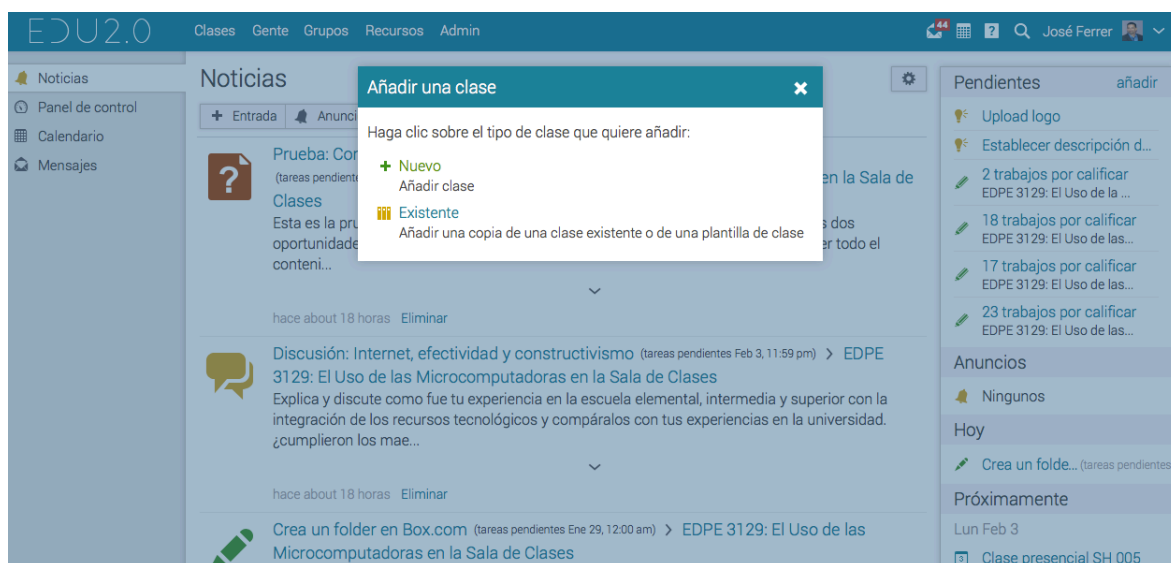 EDU2.0
Clases Gente Grupos Recursos Admin
44
?
José Ferrer
Noticias
Panel de control
Calendario
Mensajes
Noticias
+ Entrada
Anunci
Añadir una clase
Haga clic sobre el tipo de clase que quiere añadir:
+ Nuevo
Añadir clase
Existente
Añadir una copia de una clase existente o de una plantilla de clase
?
Prueba: Cor
(tareas pendiente
en la Sala de
Clases
Esta es la pru
s dos
oportunidade
er todo el
conteni...
hace about 18 horas Eliminar
Discusión: Internet, efectividad y constructivismo (tareas pendientes Feb 3, 11:59 pm) > EDPE
3129: El Uso de las Microcomputadoras en la Sala de Clases
Explica y discute como fue tu experiencia en la escuela elemental, intermedia y superior con la
integración de los recursos tecnológicos y compáralos con tus experiencias en la universidad.
¿cumplieron los mae...
hace about 18 horas Eliminar
Crea un folder en Box.com (tareas pendientes Ene 29, 12:00 am) > EDPE 3129: El Uso de las
Microcomputadoras en la Sala de Clases
Pendientes
añadir
Upload logo
Establecer descripción d...
2 trabajos por calificar
EDPE 3129: El Uso de la ...
18 trabajos por calificar
EDPE 3129: El Uso de las...
17 trabajos por calificar
EDPE 3129: El Uso de las...
23 trabajos por calificar
EDPE 3129: El Uso de las...
Anuncios
Ningunos
Hoy
Crea un folde... (tareas pendientes
Próximamente
Lun Feb 3
3
Clase presencial SH 005